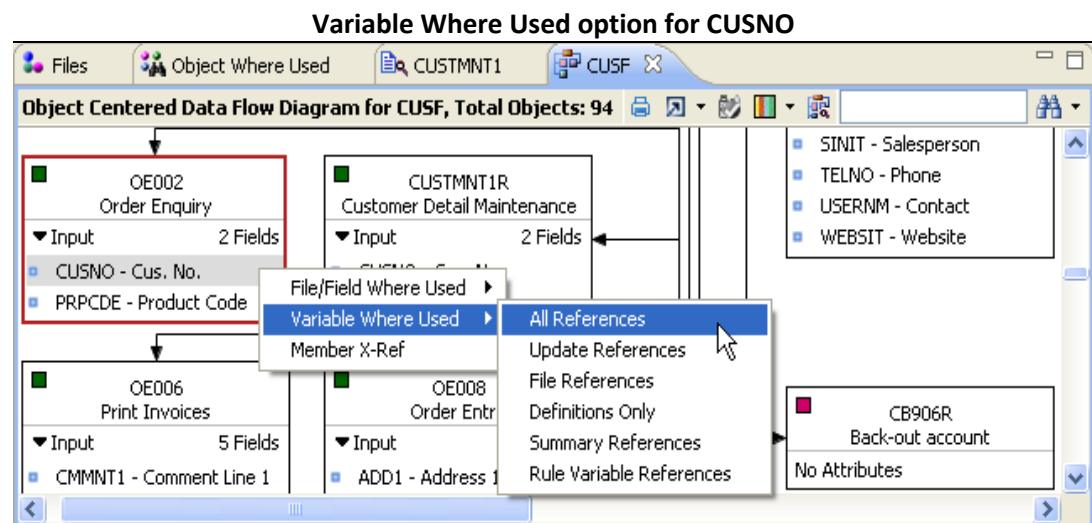 Variable Where Used option for CUSNO
Files
Object Where Used
CUSTMNT1
CUSF
Object Centered Data Flow Diagram for CUSF, Total Objects: 94
SINIT - Salesperson
TELNO - Phone
USERNM - Contact
WEBSIT - Website
OE002
Order Enquiry
Input 2 Fields
CUSNO - Cus. No.
PRPCDE - Product Code
CUSTMNT1R
Customer Detail Maintenance
Input 2 Fields
File/Field Where Used
Variable Where Used
Member X-Ref
All References
Update References
File References
Definitions Only
Summary References
Rule Variable References
OE006
Print Invoices
Input 5 Fields
CMMNT1 - Comment Line 1
OE008
Order Entr
Input
ADD1 - Address 1
CB906R
Back-out account
No Attributes